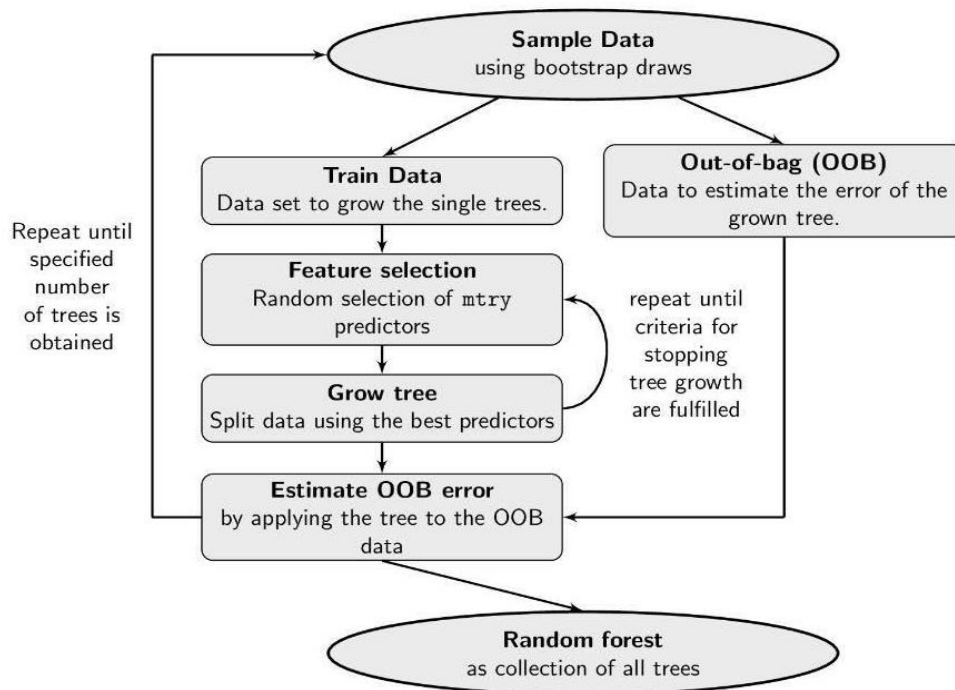 Sample Data
using bootstrap draws
Train Data
Data set to grow the single trees.
Out-of-bag (OOB)
Data to estimate the error of the
grown tree.
Repeat until
specified
number
of trees is
obtained
Feature selection
Random selection of mtry
predictors
repeat until
criteria for
stopping
tree growth
are fulfilled
Grow tree
Split data using the best predictors
Estimate OOB error
by applying the tree to the OOB
data
Random forest
as collection of all trees